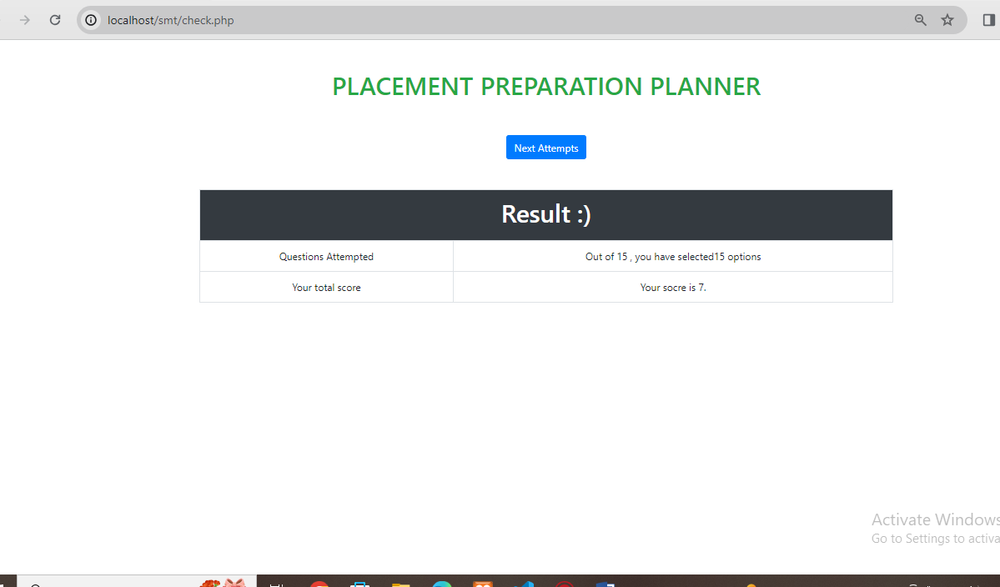 localhost/smt/check.php
PLACEMENT PREPARATION PLANNER
Next Attempts
Result :)
Questions Attempted
Out of 15 , you have selected15 options
Your total score
Your socre is 7.
Activate Windows
Go to Settings to activa